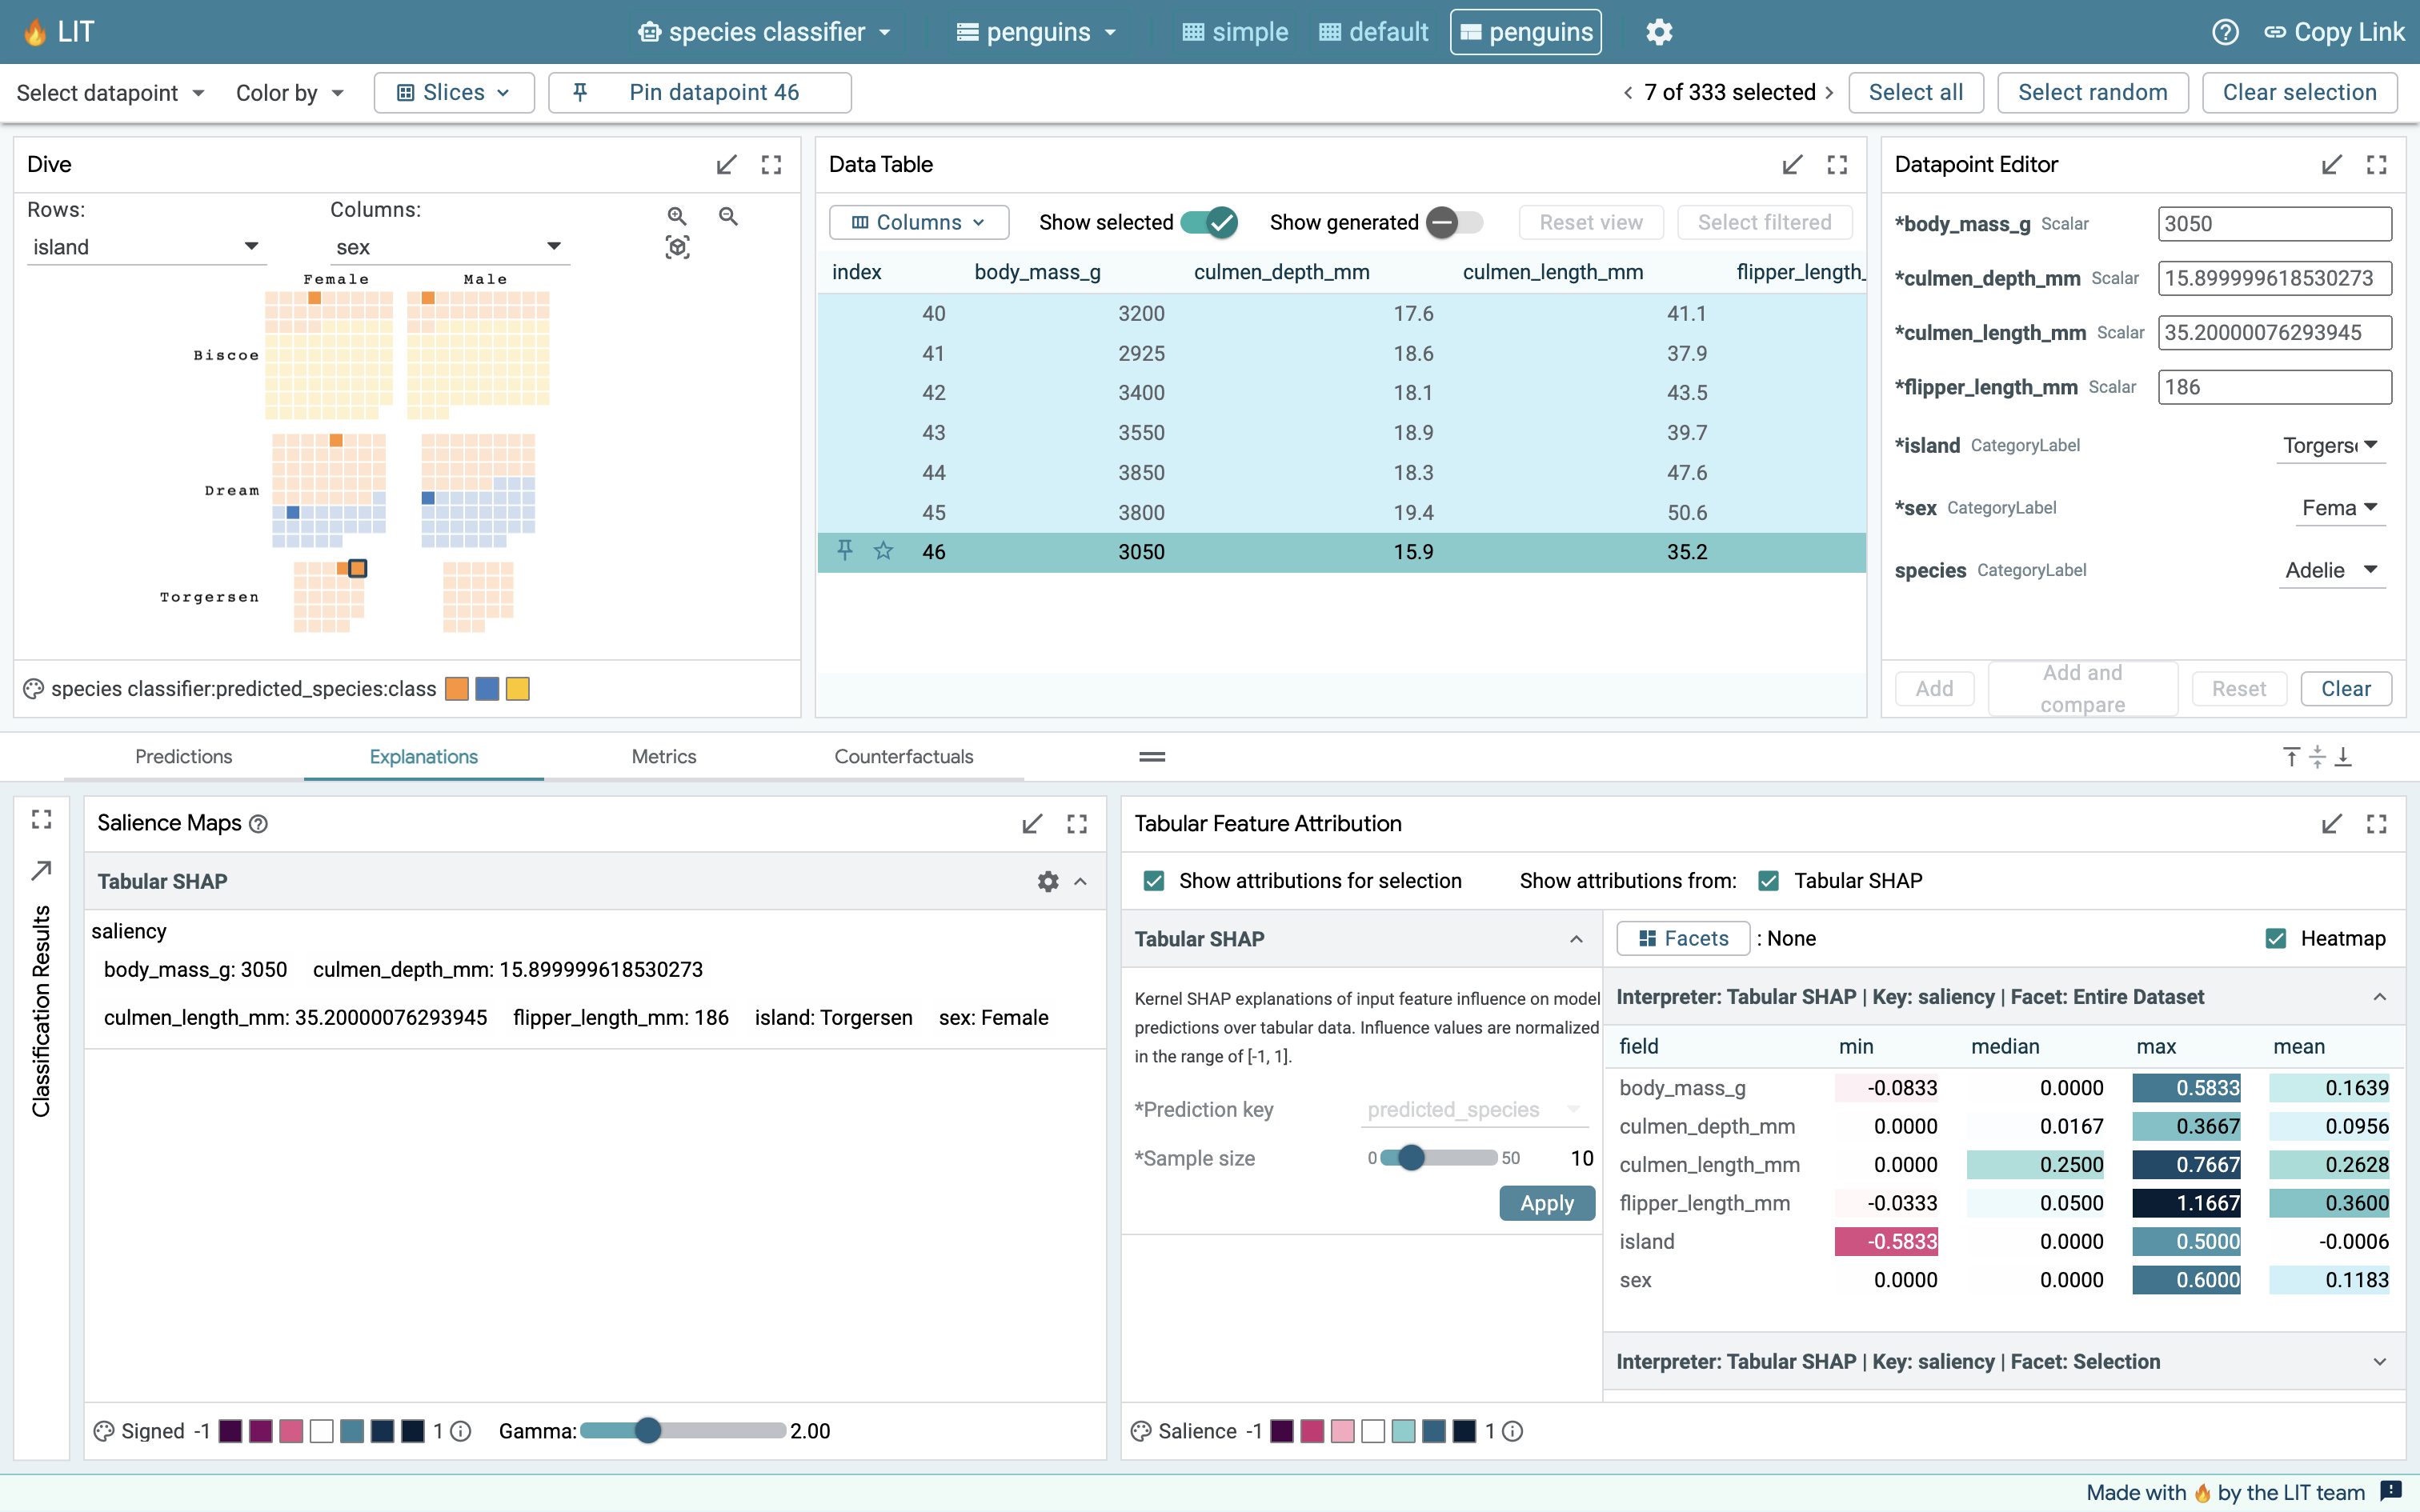 LIT
species classifier
penguins
simple
default
penguins
Copy Link
Select datapoint
Color by
Slices
Pin datapoint 46
7 of 333 selected
Select all
Select random
Clear selection
Dive
Rows:
Columns:
island
sex
Female
Male
Biscoe
Dream
Torgersen
species classifier:predicted_species:class
Data Table
Columns
Show selected
Show generated
Reset view
Select filtered
index body_mass_g culmen_depth_mm culmen_length_mm flipper_length_
40 3200 17.6 41.1
41 2925 18.6 37.9
42 3400 18.1 43.5
43 3550 18.9 39.7
44 3850 18.3 47.6
45 3800 19.4 50.6
46 3050 15.9 35.2
Datapoint Editor
*body_mass_g Scalar 3050
*culmen_depth_mm Scalar 15.899999618530273
*culmen_length_mm Scalar 35.20000076293945
*flipper_length_mm Scalar 186
*island CategoryLabel Torgers
*sex CategoryLabel Fema
species CategoryLabel Adelie
Add
Add and
compare
Reset
Clear
Predictions
Explanations
Metrics
Counterfactuals
Classification Results
Salience Maps
Tabular SHAP
saliency
body_mass_g: 3050 culmen_depth_mm: 15.899999618530273
culmen_length_mm: 35.20000076293945 flipper_length_mm: 186 island: Torgersen sex: Female
Signed -1 1
Gamma: 2.00
Tabular Feature Attribution
Show attributions for selection
Show attributions from: Tabular SHAP
Tabular SHAP
Kernel SHAP explanations of input feature influence on model
predictions over tabular data. Influence values are normalized
in the range of [-1, 1].
*Prediction key predicted_species
*Sample size 0 50 10
Apply
Facets : None
Heatmap
Interpreter: Tabular SHAP | Key: saliency | Facet: Entire Dataset
field min median max mean
body_mass_g -0.0833 0.0000 0.5833 0.1639
culmen_depth_mm 0.0000 0.0167 0.3667 0.0956
culmen_length_mm 0.0000 0.2500 0.7667 0.2628
flipper_length_mm -0.0333 0.0500 1.1667 0.3600
island -0.5833 0.0000 0.5000 -0.0006
sex 0.0000 0.0000 0.6000 0.1183
Interpreter: Tabular SHAP | Key: saliency | Facet: Selection
Salience -1 1
Made with 🔥 by the LIT team